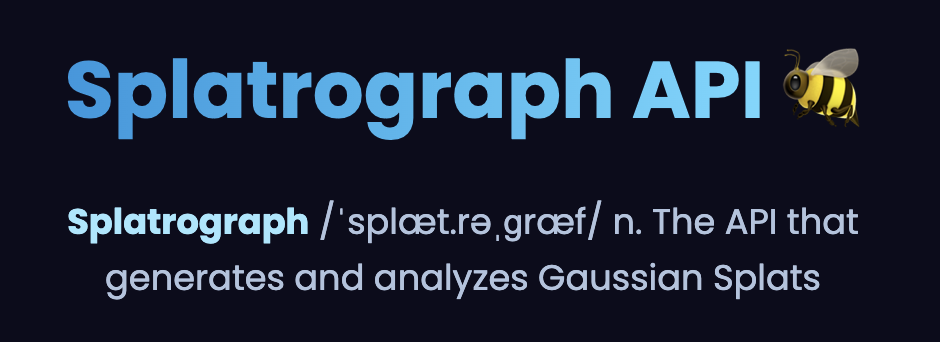 Splatrograph API 🐝
Splatrograph /ˈsplæt.rəˌɡræf/ n. The API that
generates and analyzes Gaussian Splats